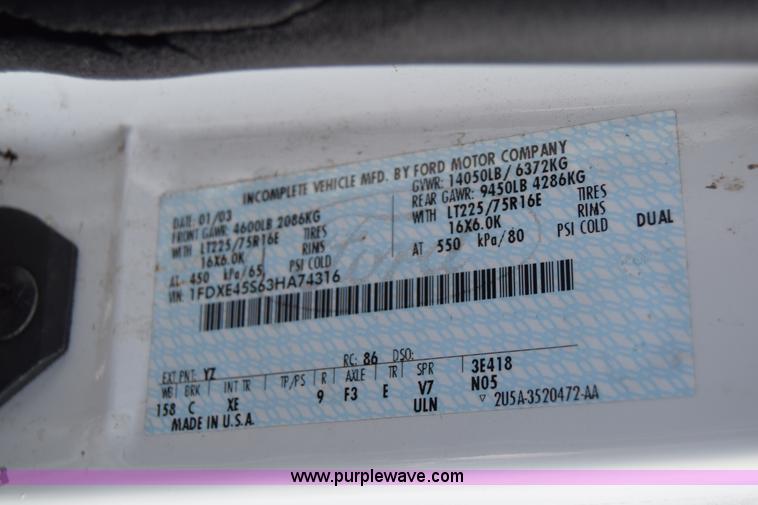 INCOMPLETE VEHICLE MFD. BY FORD MOTOR COMPANY
DATE: 01/03 GVWR: 14050LB/ 6372KG
FRONT GAWR: 4600LB 2086KG REAR GAWR: 9450LB 4286KG
WITH LT225/75R16E TIRES WITH LT225/75R16E TIRES
16X6.0K RIMS 16X6.0K RIMS
AT 450 kPa/65 PSI COLD AT 550 kPa/80 PSI COLD DUAL
VIN: 1FDXE45S63HA74316
Ford
EXT PNT: YZ RC: 86 DSO:
WB BRK INT TR TP/PS R AXLE TR SPR 3E418
158 C XE 9 F3 E V7 N05
ULN
MADE IN U.S.A. ▽ 2U5A-3520472-AA
www.purplewave.com